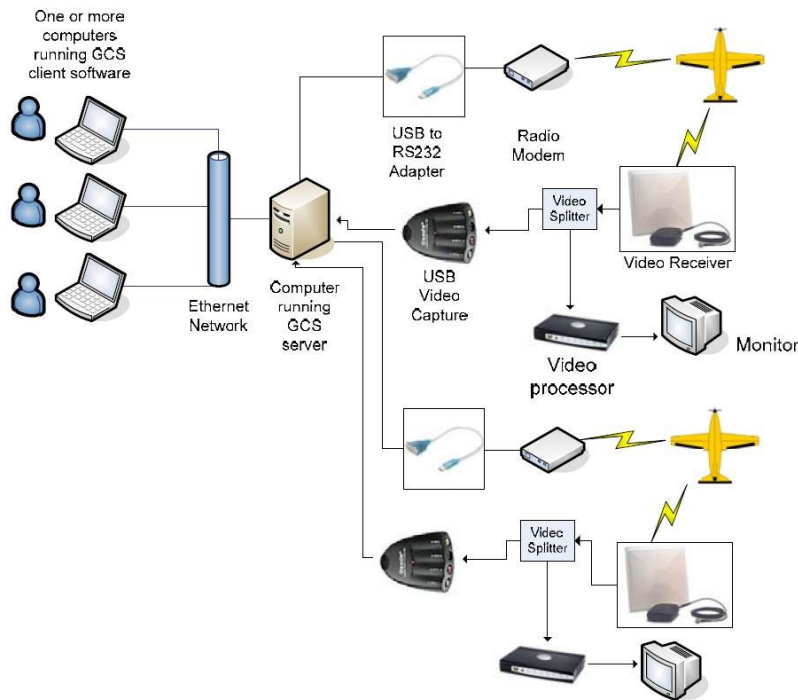 One or more
computers
running GCS
client software
USB to
RS232
Adapter
Radio
Modem
Video
Splitter
Video Receiver
Ethernet
Network
Computer
running
GCS
server
USB
Video
Capture
Video
processor
Monitor
Video
Splitter